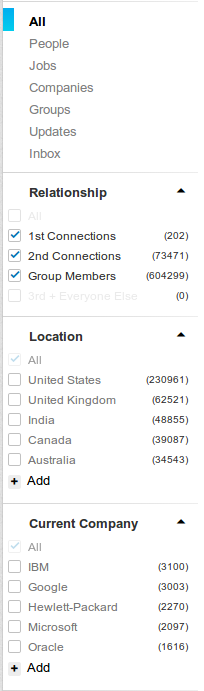 All
People
Jobs
Companies
Groups
Updates
Inbox
Relationship
All
1st Connections (202)
2nd Connections (73471)
Group Members (604299)
3rd + Everyone Else (0)
Location
All
United States (230961)
United Kingdom (62521)
India (48855)
Canada (39087)
Australia (34543)
+ Add
Current Company
All
IBM (3100)
Google (3003)
Hewlett-Packard (2270)
Microsoft (2097)
Oracle (1616)
+ Add